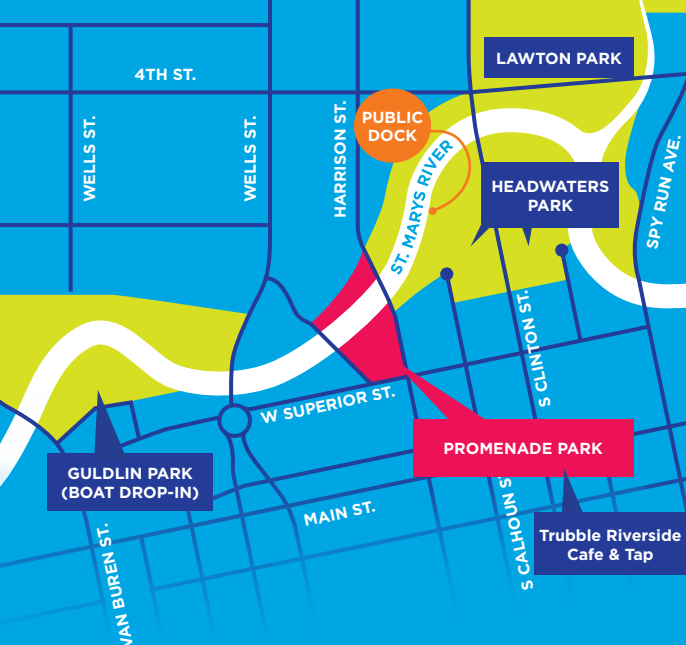 LAWTON PARK
4TH ST.
PUBLIC
DOCK
WELLS ST.
WELLS ST.
HARRISON ST.
ST. MARYS RIVER
HEADWATERS
PARK
SPY RUN AVE.
S CLINTON ST.
W SUPERIOR ST.
PROMENADE PARK
GULDLIN PARK
(BOAT DROP-IN)
MAIN ST.
S CALHOUN S
Trubble Riverside
Cafe & Tap
VAN BUREN ST.